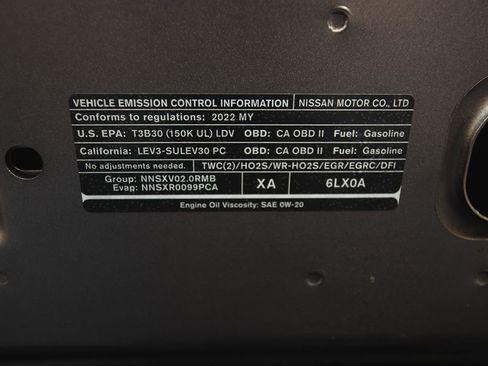 VEHICLE EMISSION CONTROL INFORMATION NISSAN MOTOR CO., LTD
Conforms to regulations: 2022 MY
U.S. EPA: T3B30 (150K UL) LDV OBD: CA OBD II Fuel: Gasoline
California: LEV3-SULEV30 PC OBD: CA OBD II Fuel: Gasoline
No adjustments needed. TWC(2)/HO2S/WR-HO2S/EGR/EGRC/DFI
Group: NNSXV02.0RMB
Evap: NNSXR0099PCA XA 6LX0A
Engine Oil Viscosity: SAE 0W-20